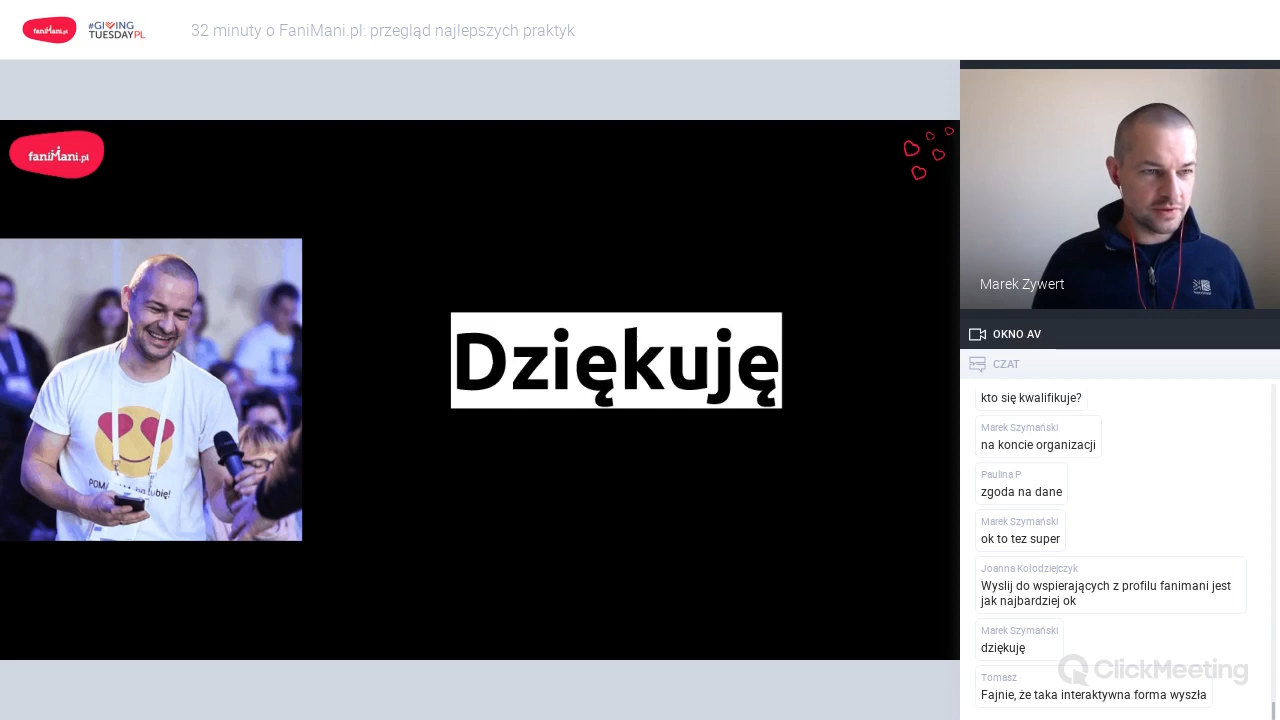 faniMani.pl
#GIVING
TUESDAYPL
32 minuty o FaniMani.pl: przegląd najlepszych praktyk
faniMani.pl
Dziękuję
lubię!
Marek Zywert
OKNO AV
CZAT
kto się kwalifikuje?
Marek Szymański
na koncie organizacji
Paulina P
zgoda na dane
Marek Szymański
ok to tez super
Joanna Kołodziejczyk
Wyslij do wspierających z profilu fanimani jest
jak najbardziej ok
Marek Szymański
dziękuję
ClickMeeting
Tomasz
Fajnie, że taka interaktywna forma wyszła